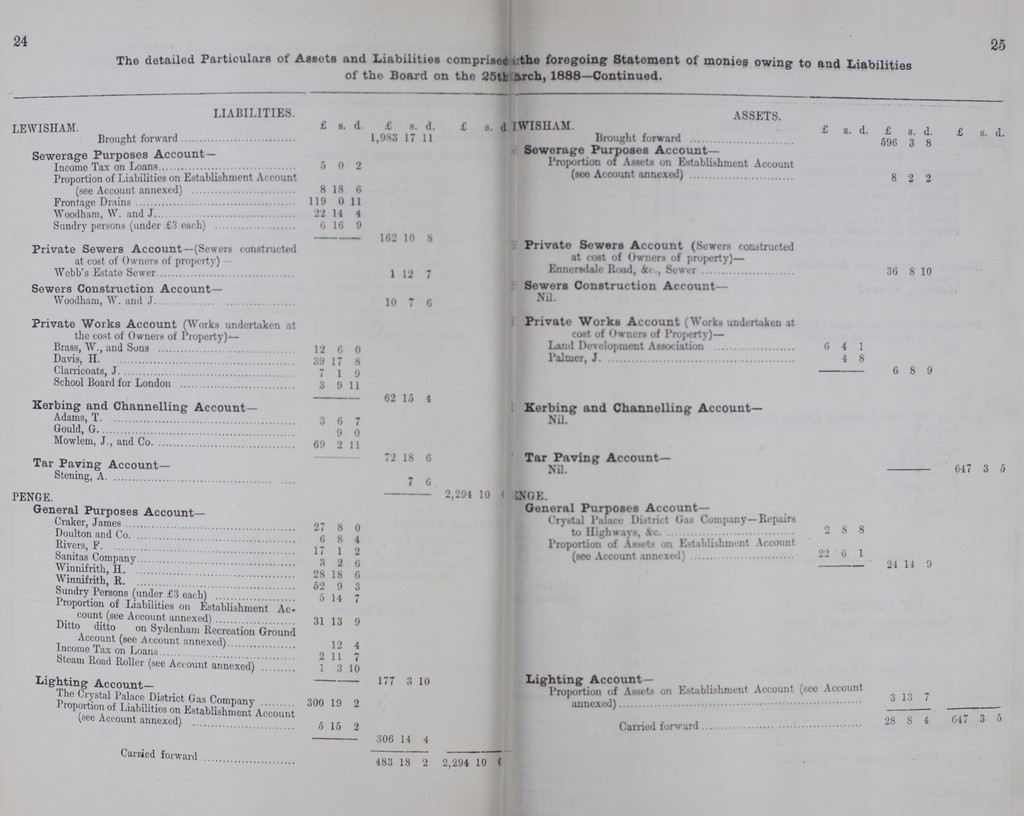 24
The detailed Particulars of Assets and Liabilities comprised
of the Board on the 25th
LIABILITIES.
£ s. d. £ s. d. £ s. d
LEWISHAM.
Brought forward 1,983 17 11
Sewerage Purposes Account—
Income Tax on Loans 5 0 2
Proportion of Liabilities on Establishment Account
(see Account annexed) 8 18 6
Frontage Drains 119 0 11
Woodham, W. and J. 22 14 4
Sundry persons (under £3 each) 6 16 9
162 10 8
Private Sewers Account—(Sewers constructed
at cost of Owners of property)—
Webb's Estate Sewer 1 12 7
Sewers Construction Account—
Woodham, W. and J. 10 7 6
Private Works Account (Works undertaken at
the cost of Owners of Property)—
Brass, W., and Sons 12 6 0
Davis, H. 39 17 8
Clarricoats, J. 7 1 9
School Board for London 3 9 11
62 15 4
Kerbing and Channelling Account—
Adams, T. 3 6 7
Gould, G. 9 0
Mowlem, J., and Co. 69 2 11
72 18 6
Tar Paving Account—
Stening, A. 7 6
2,294 10
PENGE.
General Purposes Account—
Craker, James 27 8 0
Doulton and Co. 6 8 4
Rivers, F. 17 1 2
Sanitas Company 3 2 6
Winnifrith, H. 28 18 6
Winnifrith, R. 52 9 3
Sundry Persons (under £3 each) 5 14 7
Proportion of Liabilities on Establishment Ac-
count (see Account annexed) 31 13 9
Ditto ditto on Sydenham Recreation Ground
Account (see Account annexed) 12 4
Income Tax on Loans 2 11 7
Steam Road Roller (see Account annexed) 1 3 10
177 3 10
Lighting Account—
The Crystal Palace District Gas Company 300 19 2
Proportion of Liabilities on Establishment Account
(see Account annexed) 5 15 2
306 14 4
Carried forward 483 18 2 2,294 10
25
the foregoing Statement of monies owing to and Liabilities
arch, 1888—Continued.
ASSETS.
£ s. d. £ s. d. £ s. d.
WISHAM.
Brought forward 596 3 8
Sewerage Purposes Account—
Proportion of Assets on Establishment Account
(see Account annexed) 8 2 2
Private Sewers Account (Sewers constructed
at cost of Owners of property)—
Ennersdale Road, &c., Sewer 36 8 10
Sewers Construction Account—
Nil.
Private Works Account (Works undertaken at
cost of Owners of Property)—
Land Development Association 6 4 1
Palmer, J. 4 8
6 8 9
Kerbing and Channelling Account—
Nil.
Tar Paving Account—
Nil.
647 3 5
NGE.
General Purposes Account—
Crystal Palace District Gas Company—Repairs
to Highways, &c. 2 8 8
Proportion of Assets on Establishment Account
(see Account annexed) 22 6 1
24 14 9
Lighting Account—
Proportion of Assets on Establishment Account (see Account
annexed) 3 13 7
Carried forward 28 8 4 647 3 5